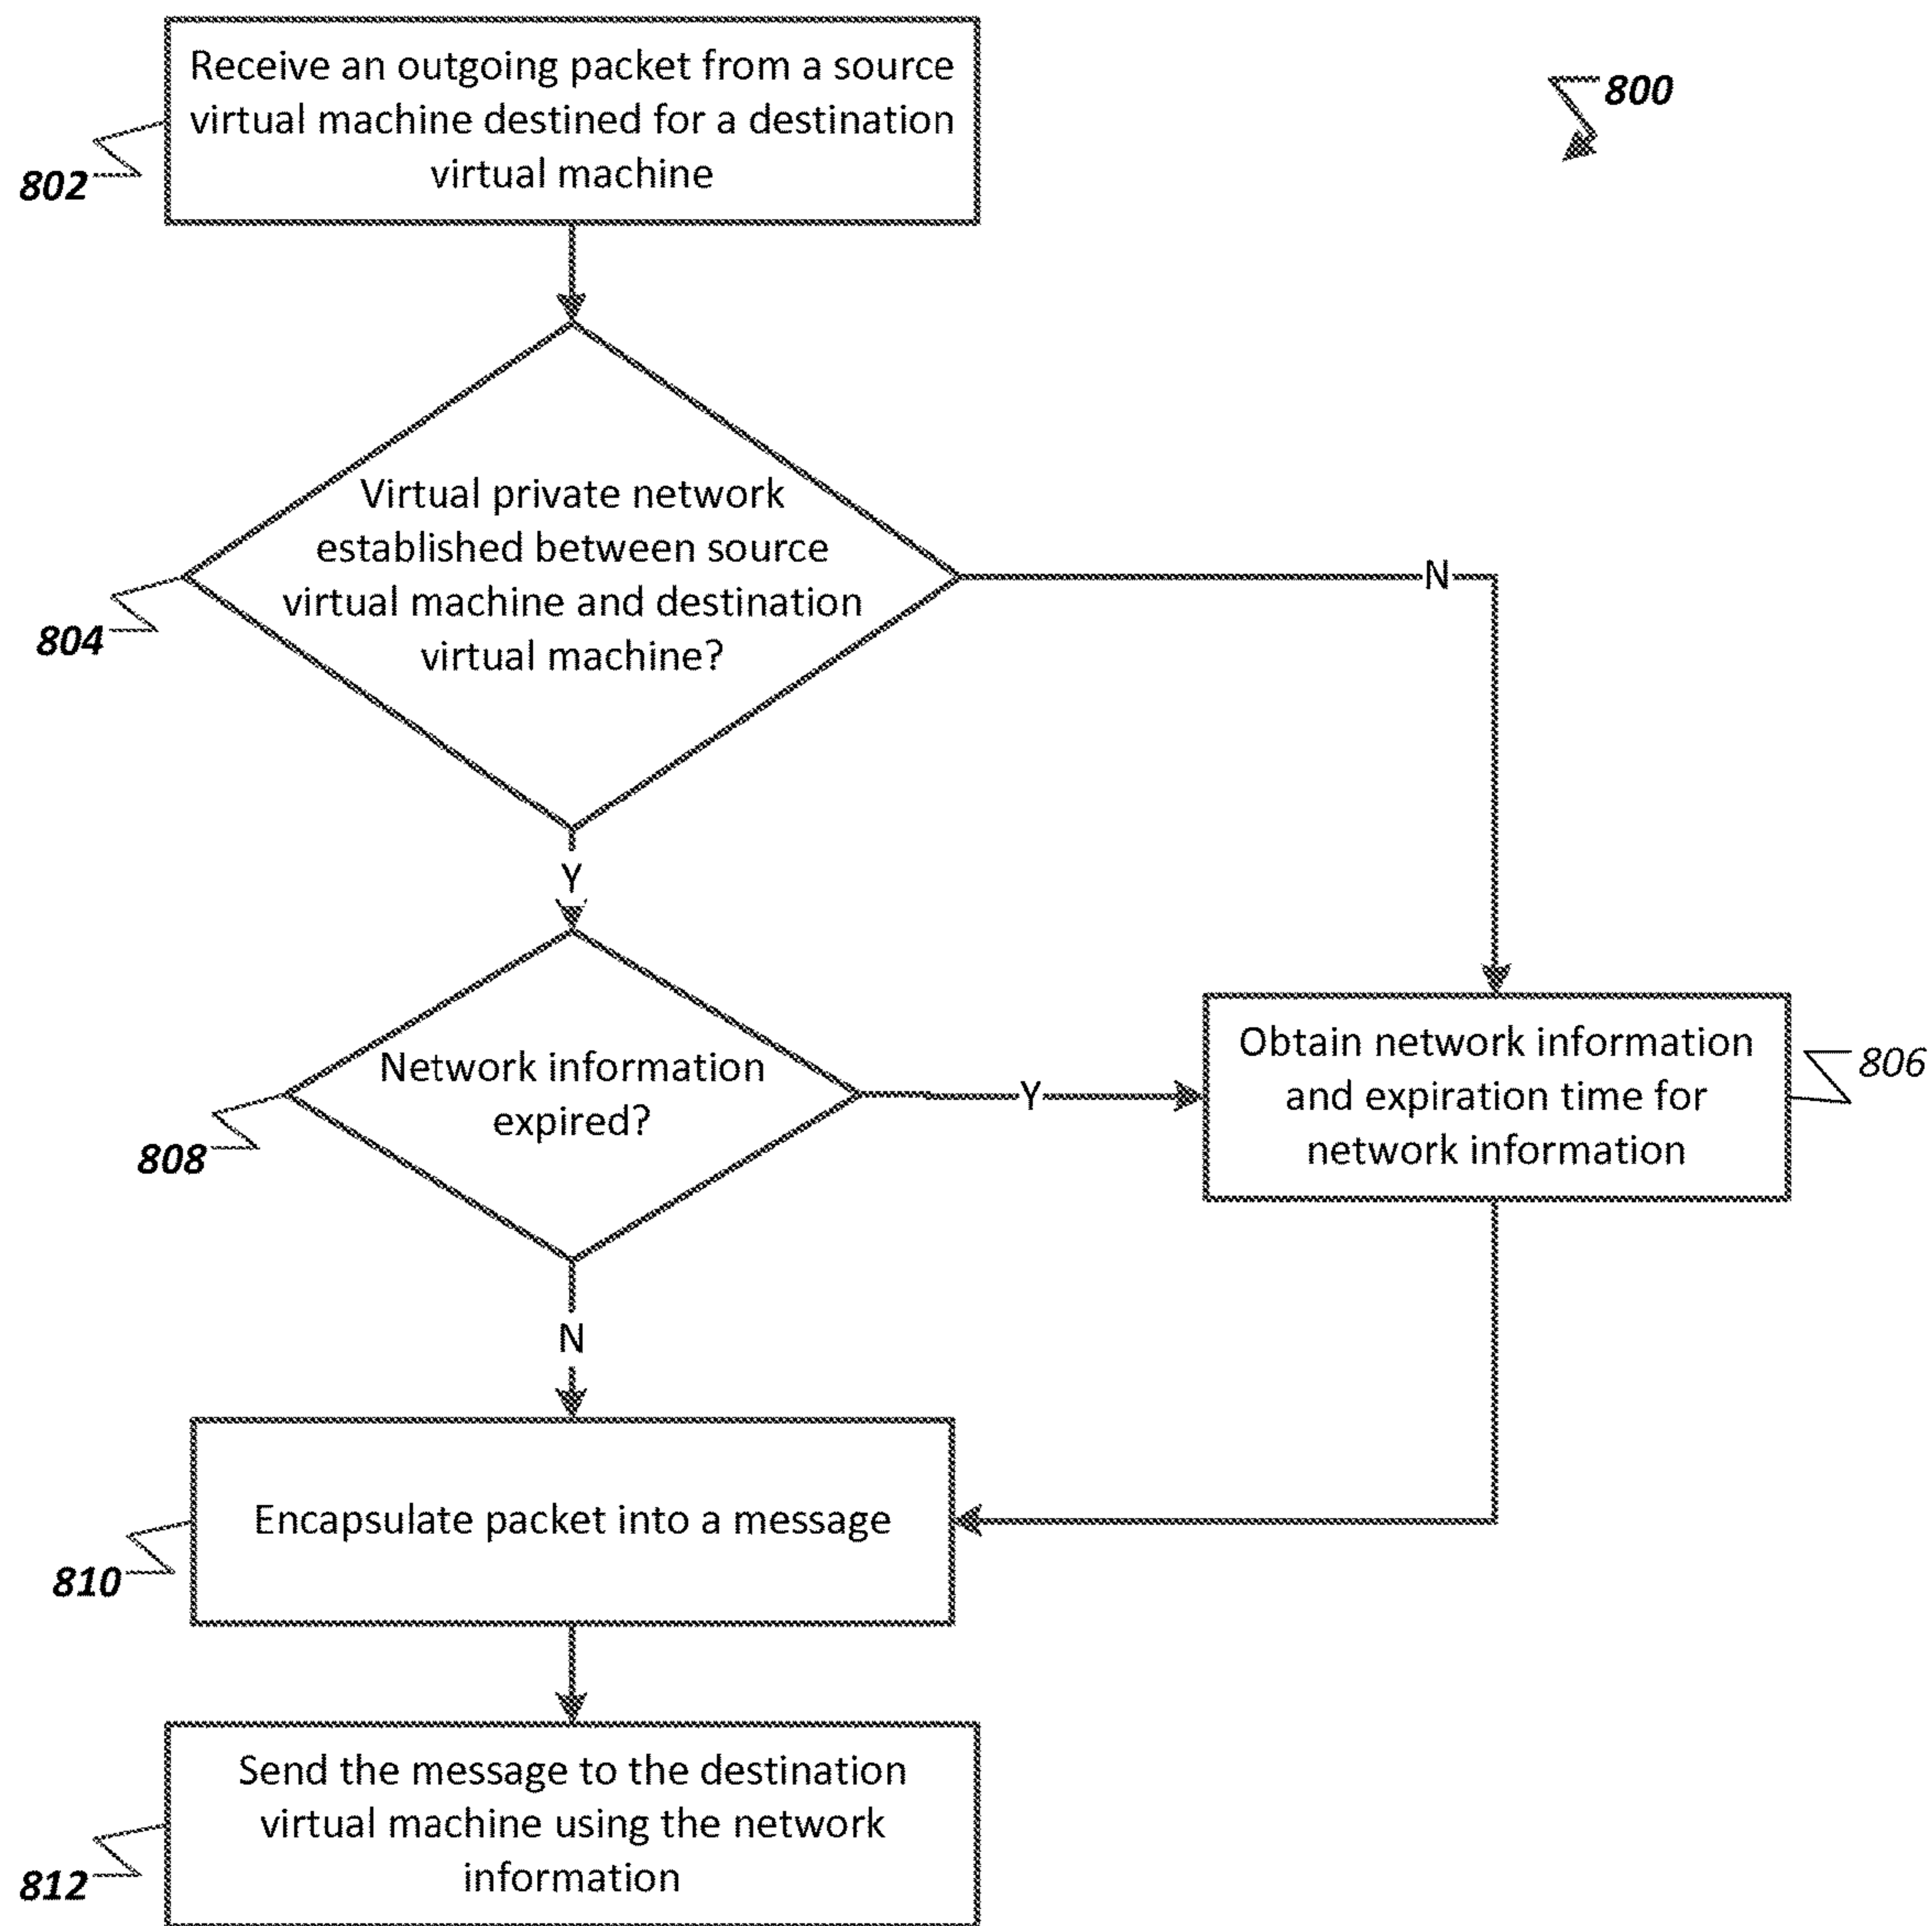 Receive an outgoing packet from a source
virtual machine destined for a destination
virtual machine
800
802
Virtual private network
established between source
virtual machine and destination
virtual machine?
N
804
Y
Network information
expired?
Y
808
Obtain network information
and expiration time for
network information
806
N
Encapsulate packet into a message
810
Send the message to the destination
virtual machine using the network
information
812